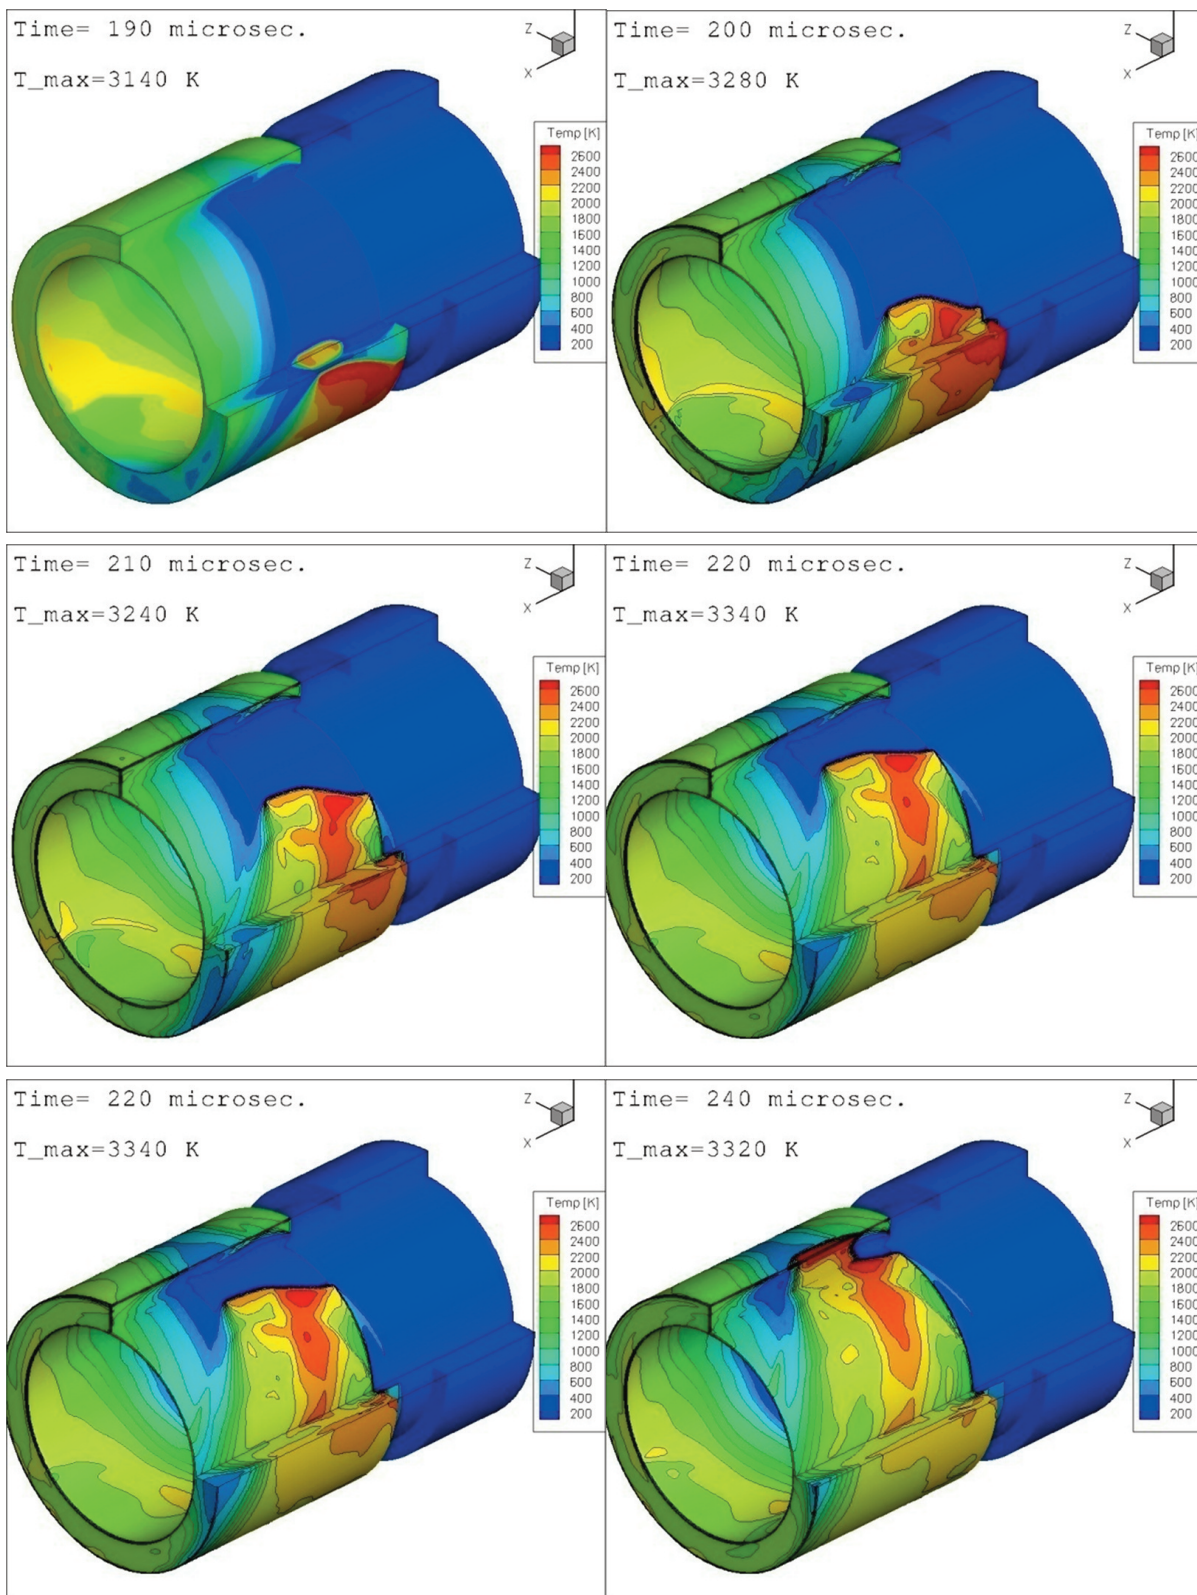 Time= 190 microsec.
T_max=3140 K
Z
X
Temp [K]
2600
2400
2200
2000
1800
1600
1400
1200
1000
800
600
400
200
Time= 200 microsec.
T_max=3280 K
Z
X
Temp [K]
2600
2400
2200
2000
1800
1600
1400
1200
1000
800
600
400
200
Time= 210 microsec.
T_max=3240 K
Z
X
Temp [K]
2600
2400
2200
2000
1800
1600
1400
1200
1000
800
600
400
200
Time= 220 microsec.
T_max=3340 K
Z
X
Temp [K]
2600
2400
2200
2000
1800
1600
1400
1200
1000
800
600
400
200
Time= 220 microsec.
T_max=3340 K
Z
X
Temp [K]
2600
2400
2200
2000
1800
1600
1400
1200
1000
800
600
400
200
Time= 240 microsec.
T_max=3320 K
Z
X
Temp [K]
2600
2400
2200
2000
1800
1600
1400
1200
1000
800
600
400
200